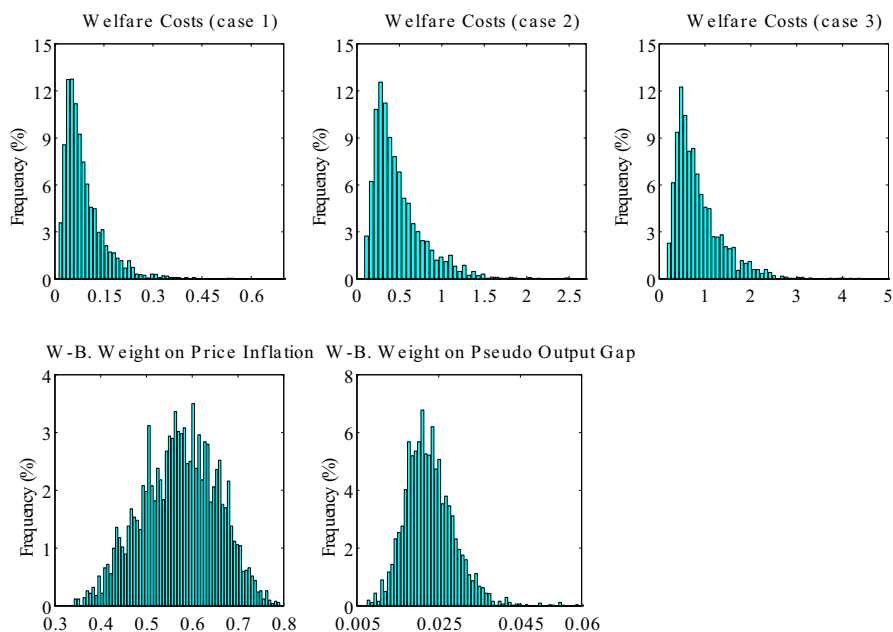 Welfare Costs (case 1)
Welfare Costs (case 2)
Welfare Costs (case 3)
15
12
9
6
3
0
Frequency (%)
0 0.15 0.3 0.45 0.6
15
12
9
6
3
0
0 0.5 1 1.5 2 2.5
15
12
9
6
3
0
Frequency (%)
0 1 2 3 4 5
W-B. Weight on Price Inflation
W-B. Weight on Pseudo Output Gap
4
3
2
1
0
Frequency (%)
0.3 0.4 0.5 0.6 0.7 0.8
8
6
4
2
0
Frequency (%)
0.005 0.025 0.045 0.06